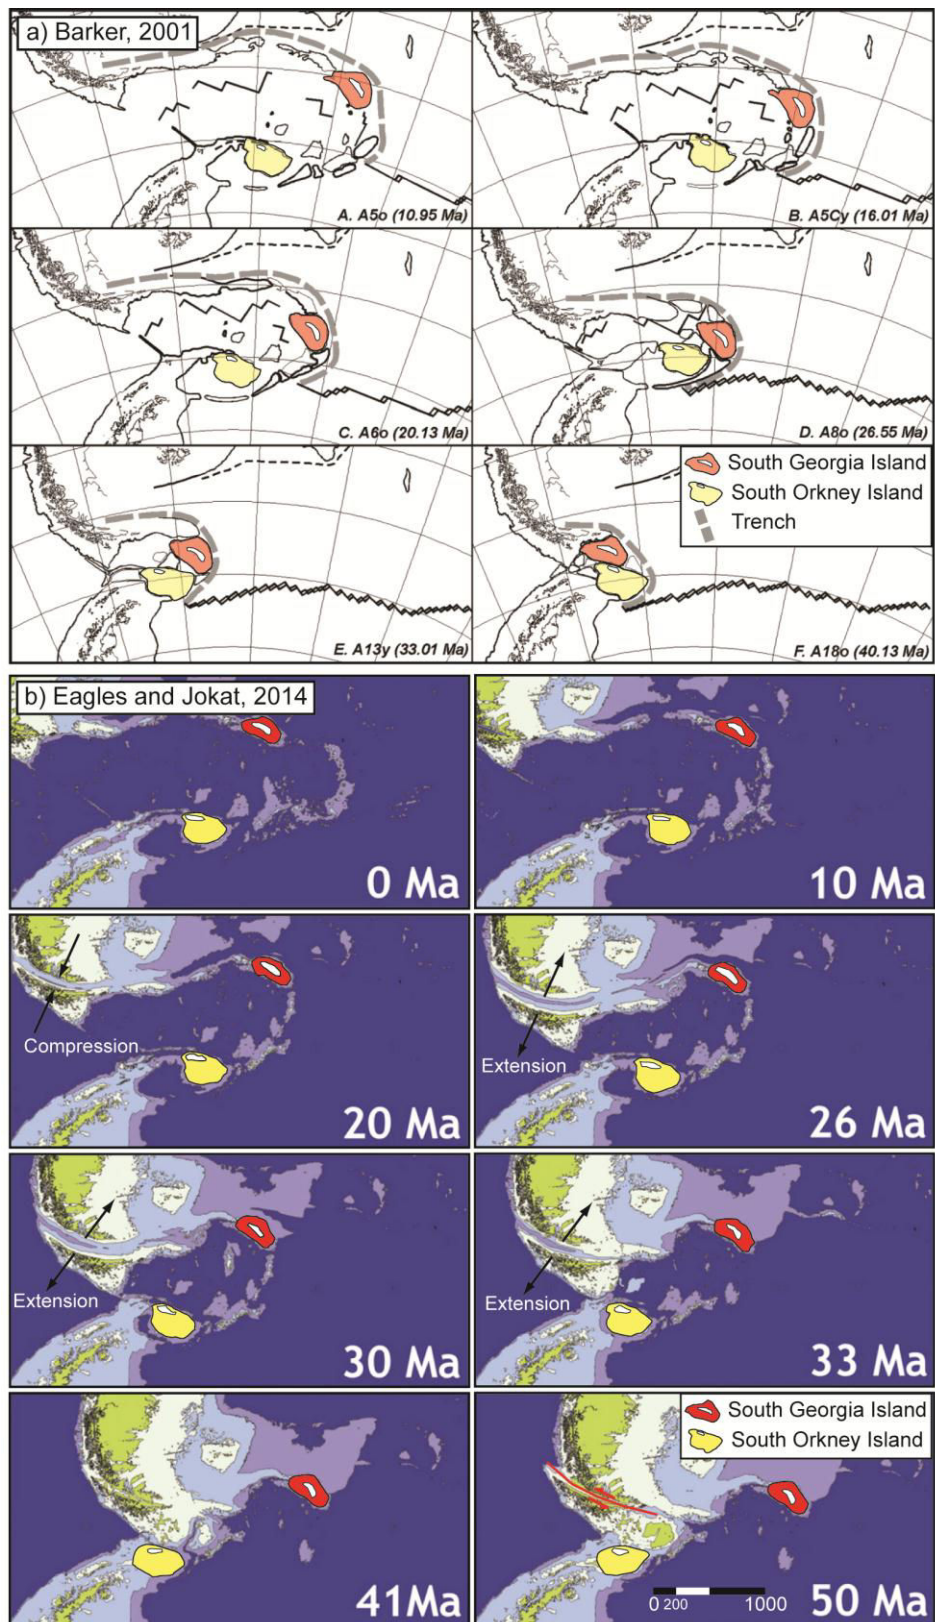 a) Barker, 2001
A. A5o (10.95 Ma)
B. A5Cy (16.01 Ma)
C. A6o (20.13 Ma)
D. A8o (26.55 Ma)
South Georgia Island
South Orkney Island
Trench
E. A13y (33.01 Ma)
F. A18o (40.13 Ma)
b) Eagles and Jokat, 2014
0 Ma
10 Ma
Compression
20 Ma
Extension
26 Ma
Extension
30 Ma
Extension
33 Ma
41Ma
South Georgia Island
South Orkney Island
0 200 1000
50 Ma